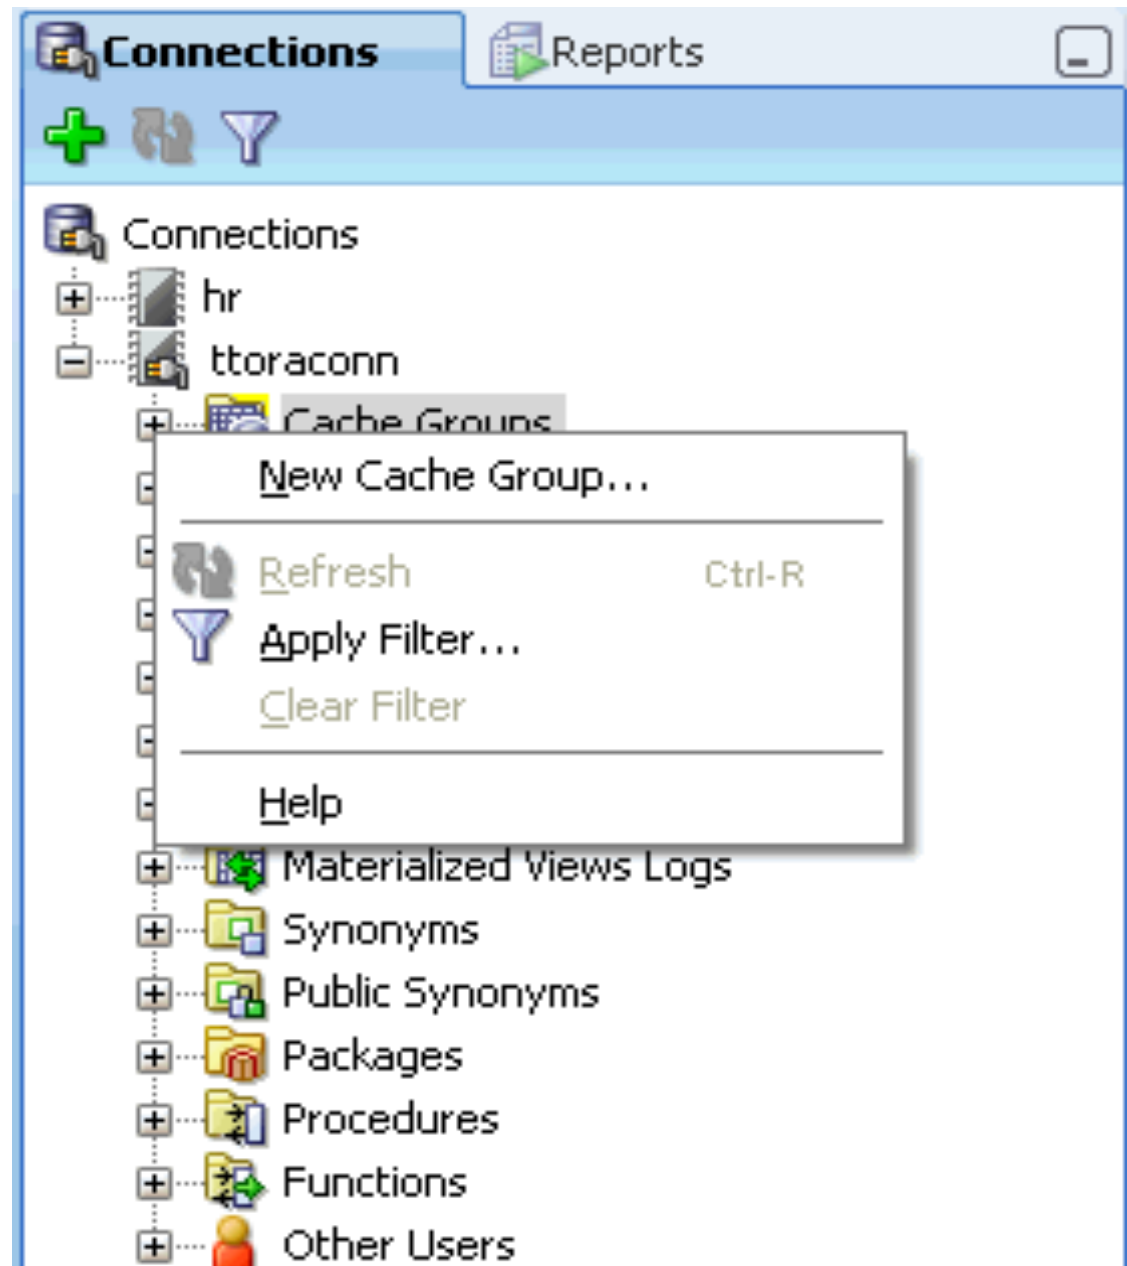 Connections Reports
Connections
hr
ttoraconn
Cache Groups
New Cache Group...
Refresh Ctrl-R
Apply Filter...
Clear Filter
Help
Materialized Views Logs
Synonyms
Public Synonyms
Packages
Procedures
Functions
Other Users